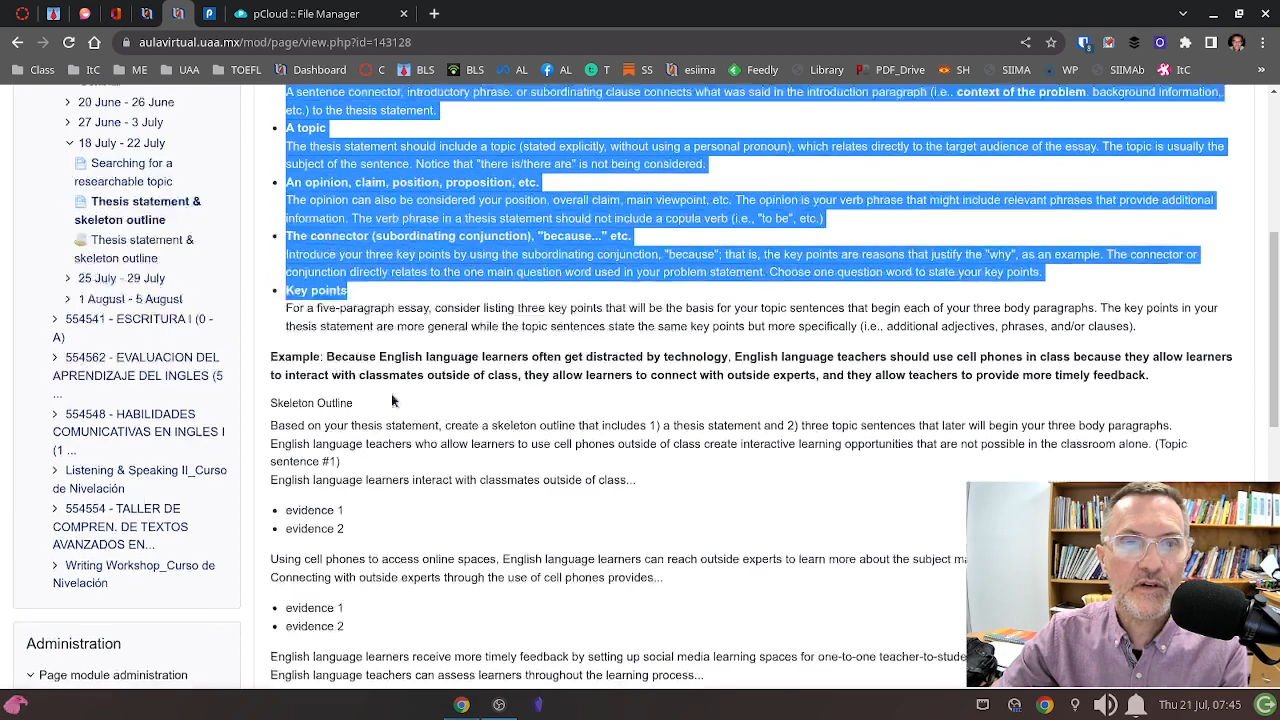 pCloud :: File Manager
aulavirtual.uaa.mx/mod/page/view.php?id=143128
Class ItC ME UAA TOEFL Dashboard C BLS BLS AL AL T SS esiima Feedly Library PDF_Drive SH SIIMA WP SIIMAb ItC
20 June - 26 June
27 June - 3 July
18 July - 22 July
Searching for a
researchable topic
Thesis statement &
skeleton outline
Thesis statement &
skeleton outline
25 July - 29 July
1 August - 5 August
554541 - ESCRITURA I (0 -
A)
554562 - EVALUACION DEL
APRENDIZAJE DEL INGLES (5
...
554548 - HABILIDADES
COMUNICATIVAS EN INGLES I
(1 ...
Listening & Speaking II_Curso
de Nivelación
554554 - TALLER DE
COMPREN. DE TEXTOS
AVANZADOS EN...
Writing Workshop_Curso de
Nivelación
Administration
Page module administration
A sentence connector, introductory phrase, or subordinating clause connects what was said in the introduction paragraph (i.e., context of the problem, background information,
etc.) to the thesis statement.
A topic
The thesis statement should include a topic (stated explicitly, without using a personal pronoun), which relates directly to the target audience of the essay. The topic is usually the
subject of the sentence. Notice that "there is/there are" is not being considered.
An opinion, claim, position, proposition, etc.
The opinion can also be considered your position, overall claim, main viewpoint, etc. The opinion is your verb phrase that might include relevant phrases that provide additional
information. The verb phrase in a thesis statement should not include a copula verb (i.e., "to be", etc.)
The connector (subordinating conjunction), "because..." etc.
Introduce your three key points by using the subordinating conjunction, "because"; that is, the key points are reasons that justify the "why", as an example. The connector or
conjunction directly relates to the one main question word used in your problem statement. Choose one question word to state your key points.
Key points
For a five-paragraph essay, consider listing three key points that will be the basis for your topic sentences that begin each of your three body paragraphs. The key points in your
thesis statement are more general while the topic sentences state the same key points but more specifically (i.e., additional adjectives, phrases, and/or clauses).
Example: Because English language learners often get distracted by technology, English language teachers should use cell phones in class because they allow learners
to interact with classmates outside of class, they allow learners to connect with outside experts, and they allow teachers to provide more timely feedback.
Skeleton Outline
Based on your thesis statement, create a skeleton outline that includes 1) a thesis statement and 2) three topic sentences that later will begin your three body paragraphs.
English language teachers who allow learners to use cell phones outside of class create interactive learning opportunities that are not possible in the classroom alone. (Topic
sentence #1)
English language learners interact with classmates outside of class...
evidence 1
evidence 2
Using cell phones to access online spaces, English language learners can reach outside experts to learn more about the subject
Connecting with outside experts through the use of cell phones provides...
evidence 1
evidence 2
English language learners receive more timely feedback by setting up social media learning spaces for one-to-one
English language teachers can assess learners throughout the learning process...
Thu 21 Jul, 07:45